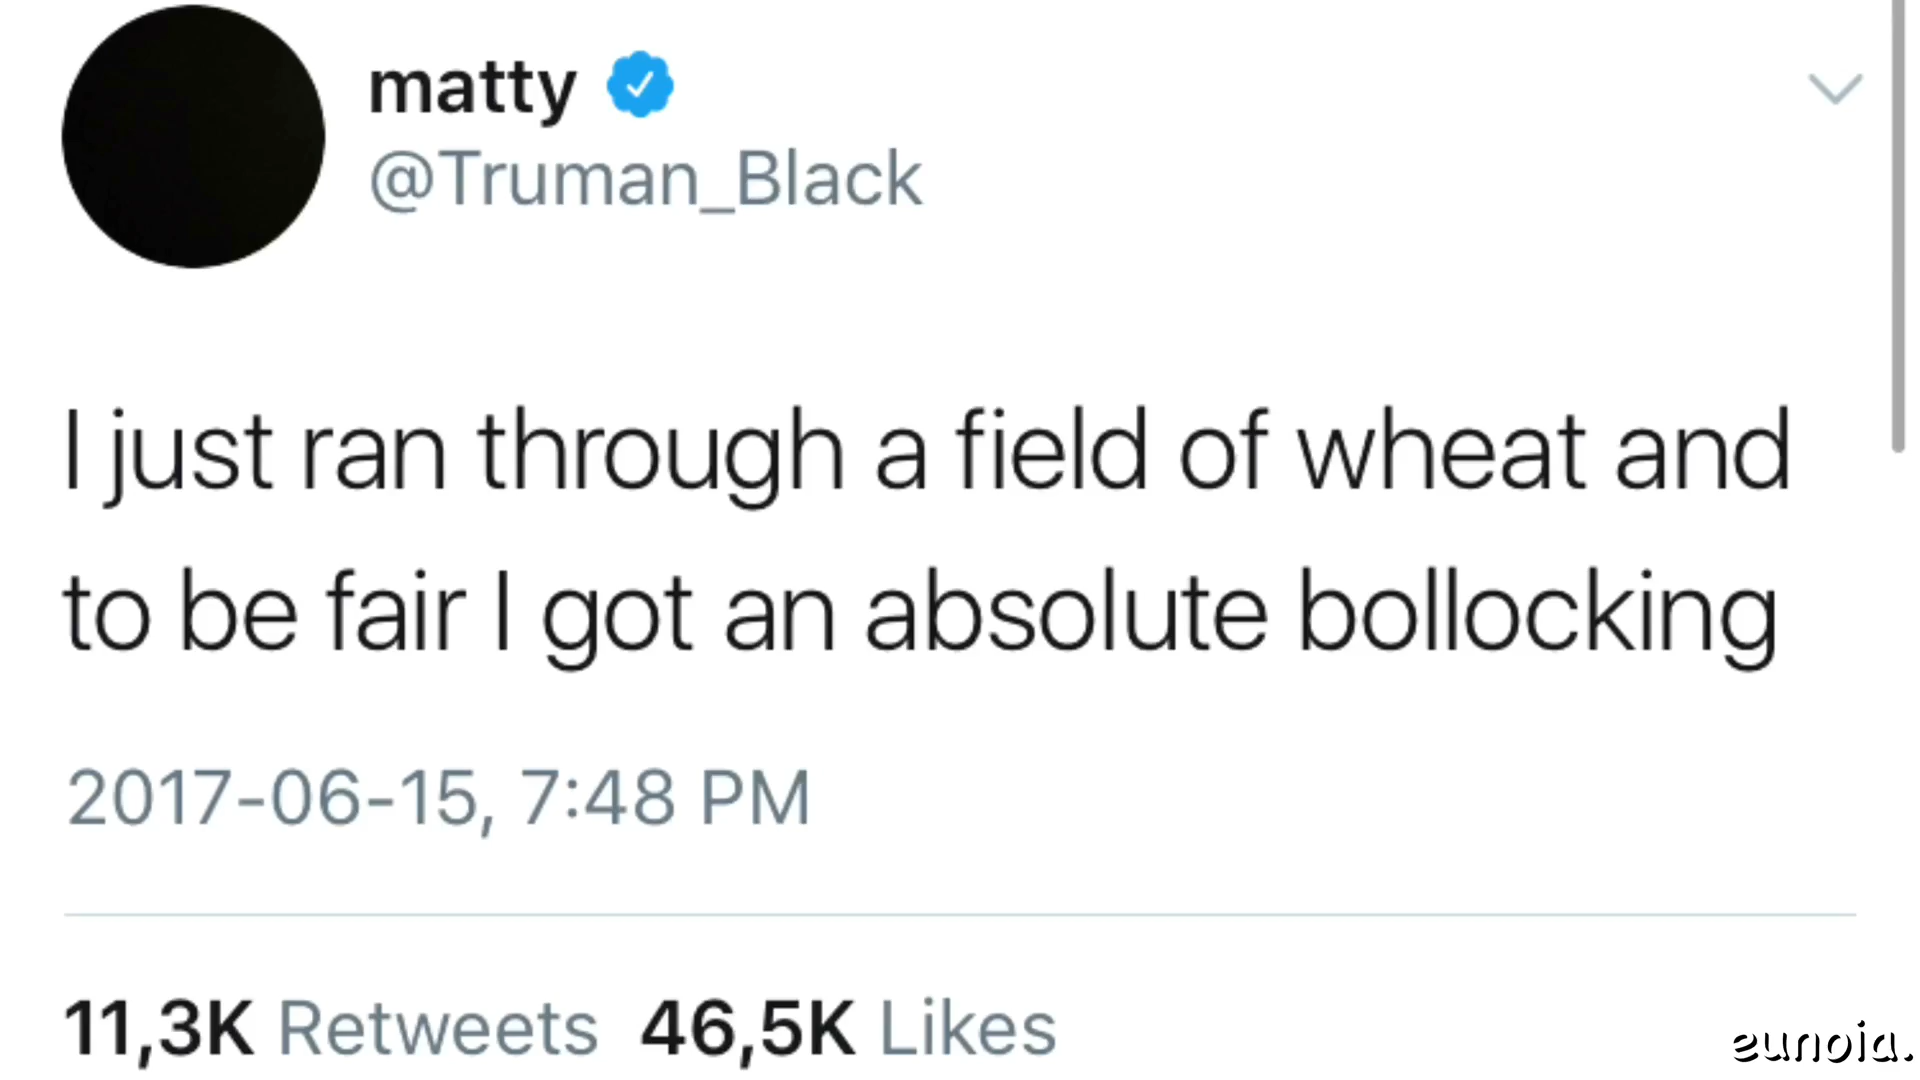 matty
@Truman_Black
I just ran through a field of wheat and
to be fair I got an absolute bollocking
2017-06-15, 7:48 PM
11,3K Retweets 46,5K Likes
eunoia.